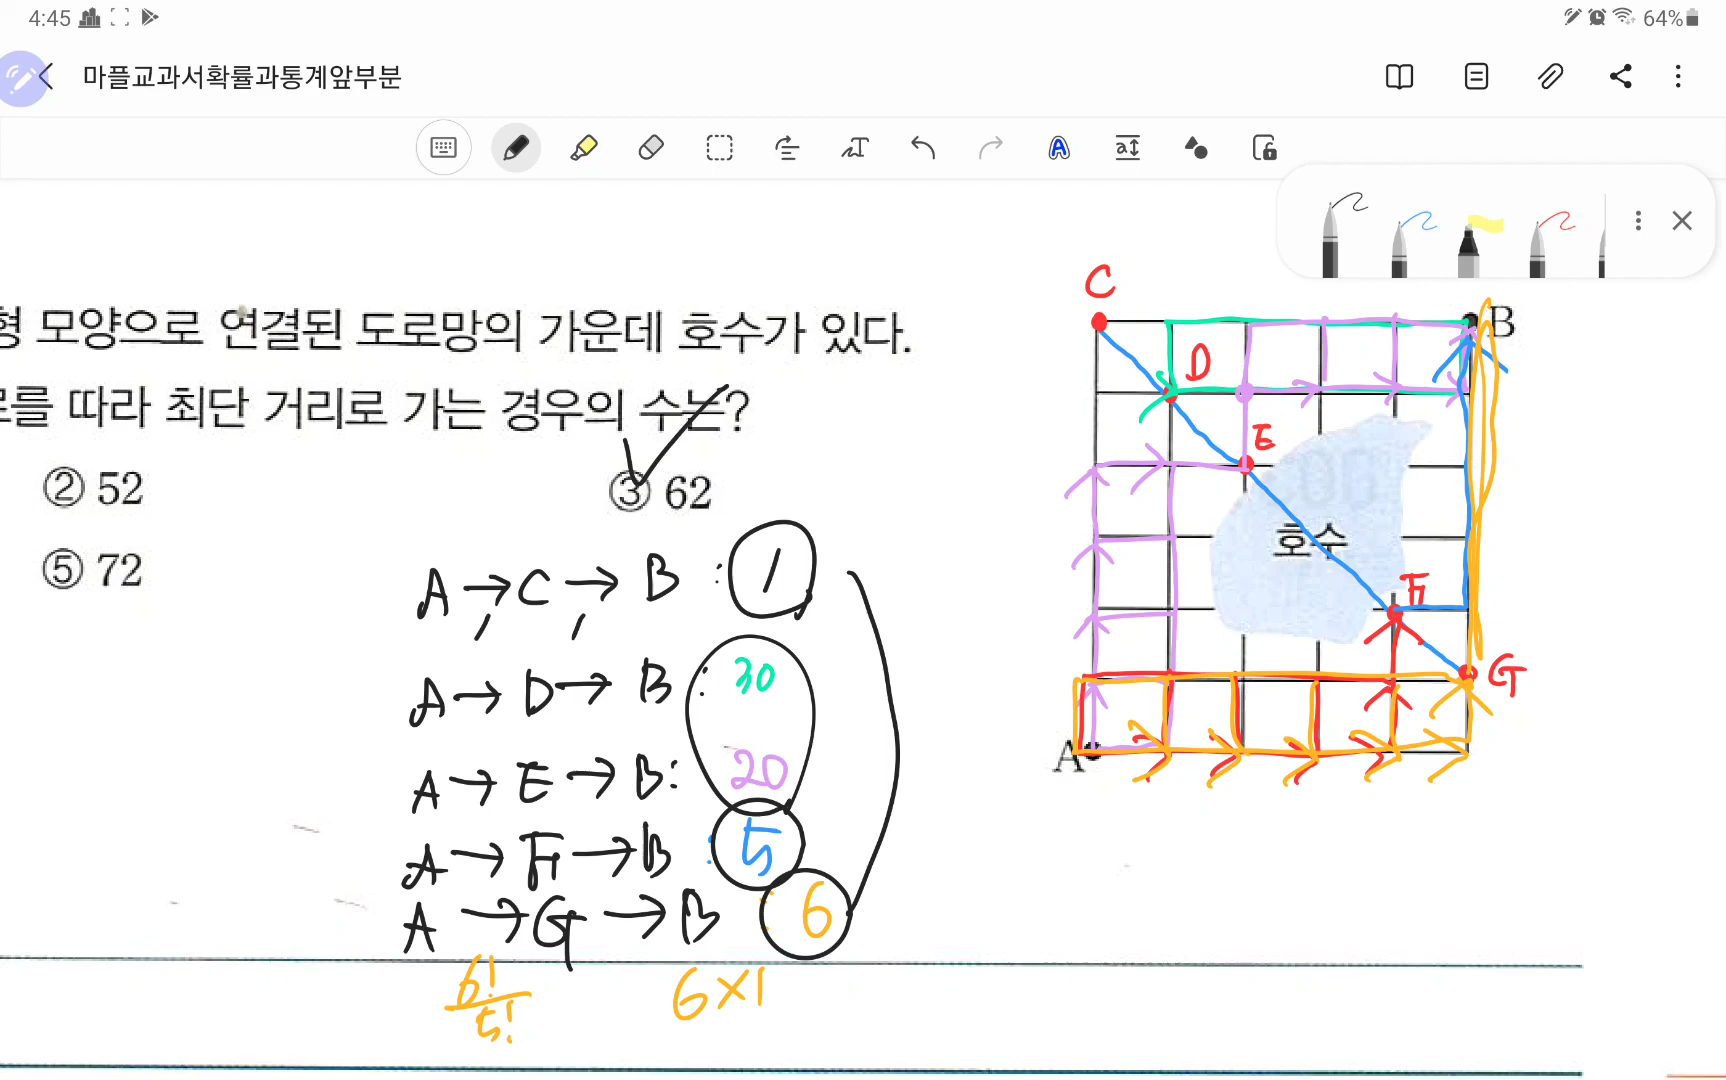 4:45
64%
마플교과서확률과통계앞부분
형 모양으로 연결된 도로망의 가운데 호수가 있다.
로를 따라 최단 거리로 가는 경우의 수는?
② 52
③ 62
⑤ 72
A → C → B : 1
A → D → B : 30
A → E → B : 20
A → F → B : 5
A → G → B : 6
6!/5!
6×1
C
B
D
E
호수
F
G
A